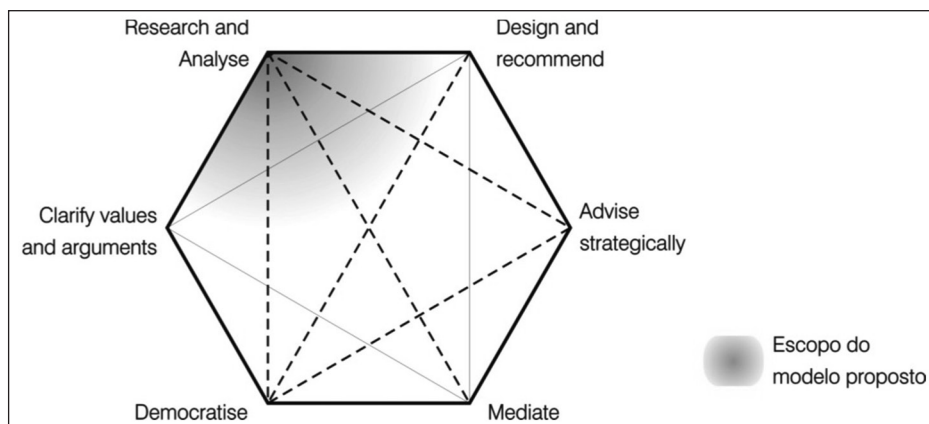 Research and
Analyse
Design and
recommend
Clarify values
and arguments
Advise
strategically
Escopo do
modelo proposto
Democratise
Mediate